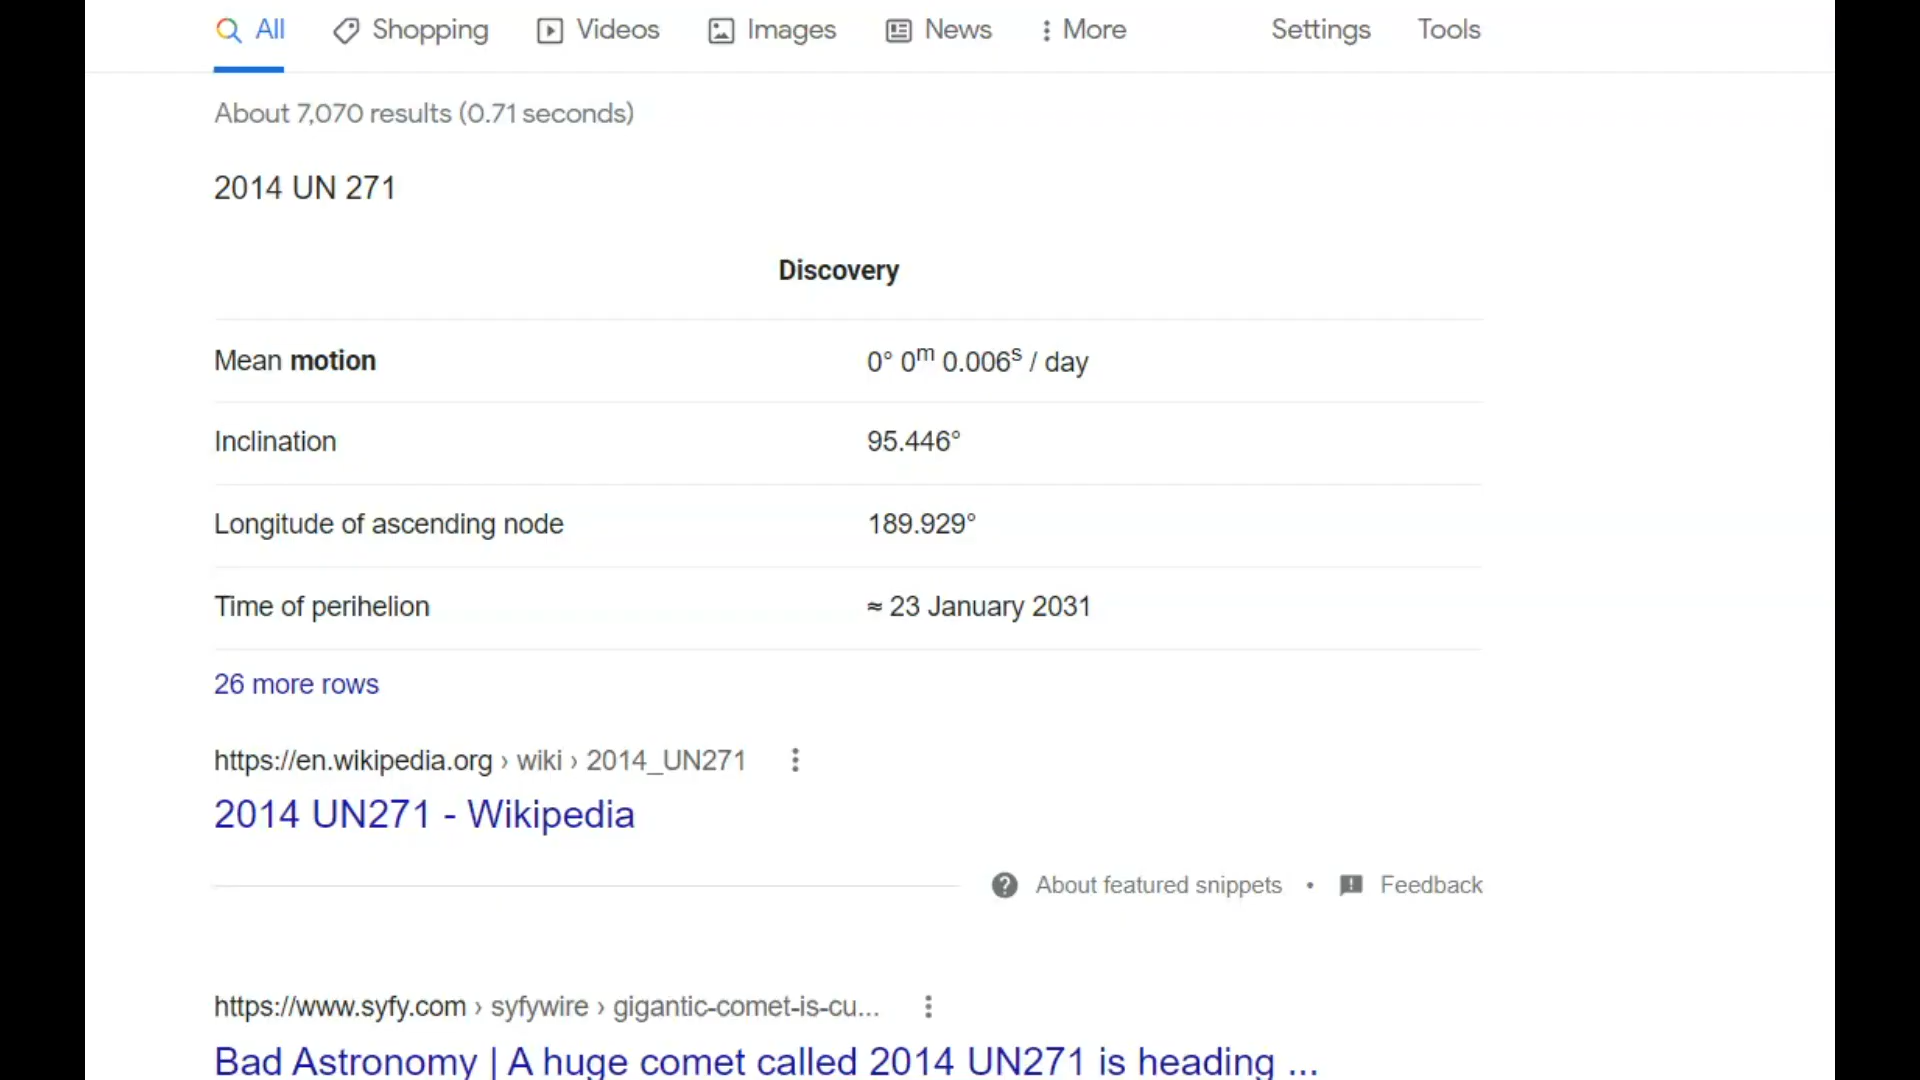 All Shopping Videos Images News More Settings Tools
About 7,070 results (0.71 seconds)
2014 UN 271
Discovery
Mean motion 0° 0ᵐ 0.006ˢ / day
Inclination 95.446°
Longitude of ascending node 189.929°
Time of perihelion ≈ 23 January 2031
26 more rows
https://en.wikipedia.org › wiki › 2014_UN271
2014 UN271 - Wikipedia
About featured snippets • Feedback
https://www.syfy.com › syfywire › gigantic-comet-is-cu...
Bad Astronomy | A huge comet called 2014 UN271 is heading ...